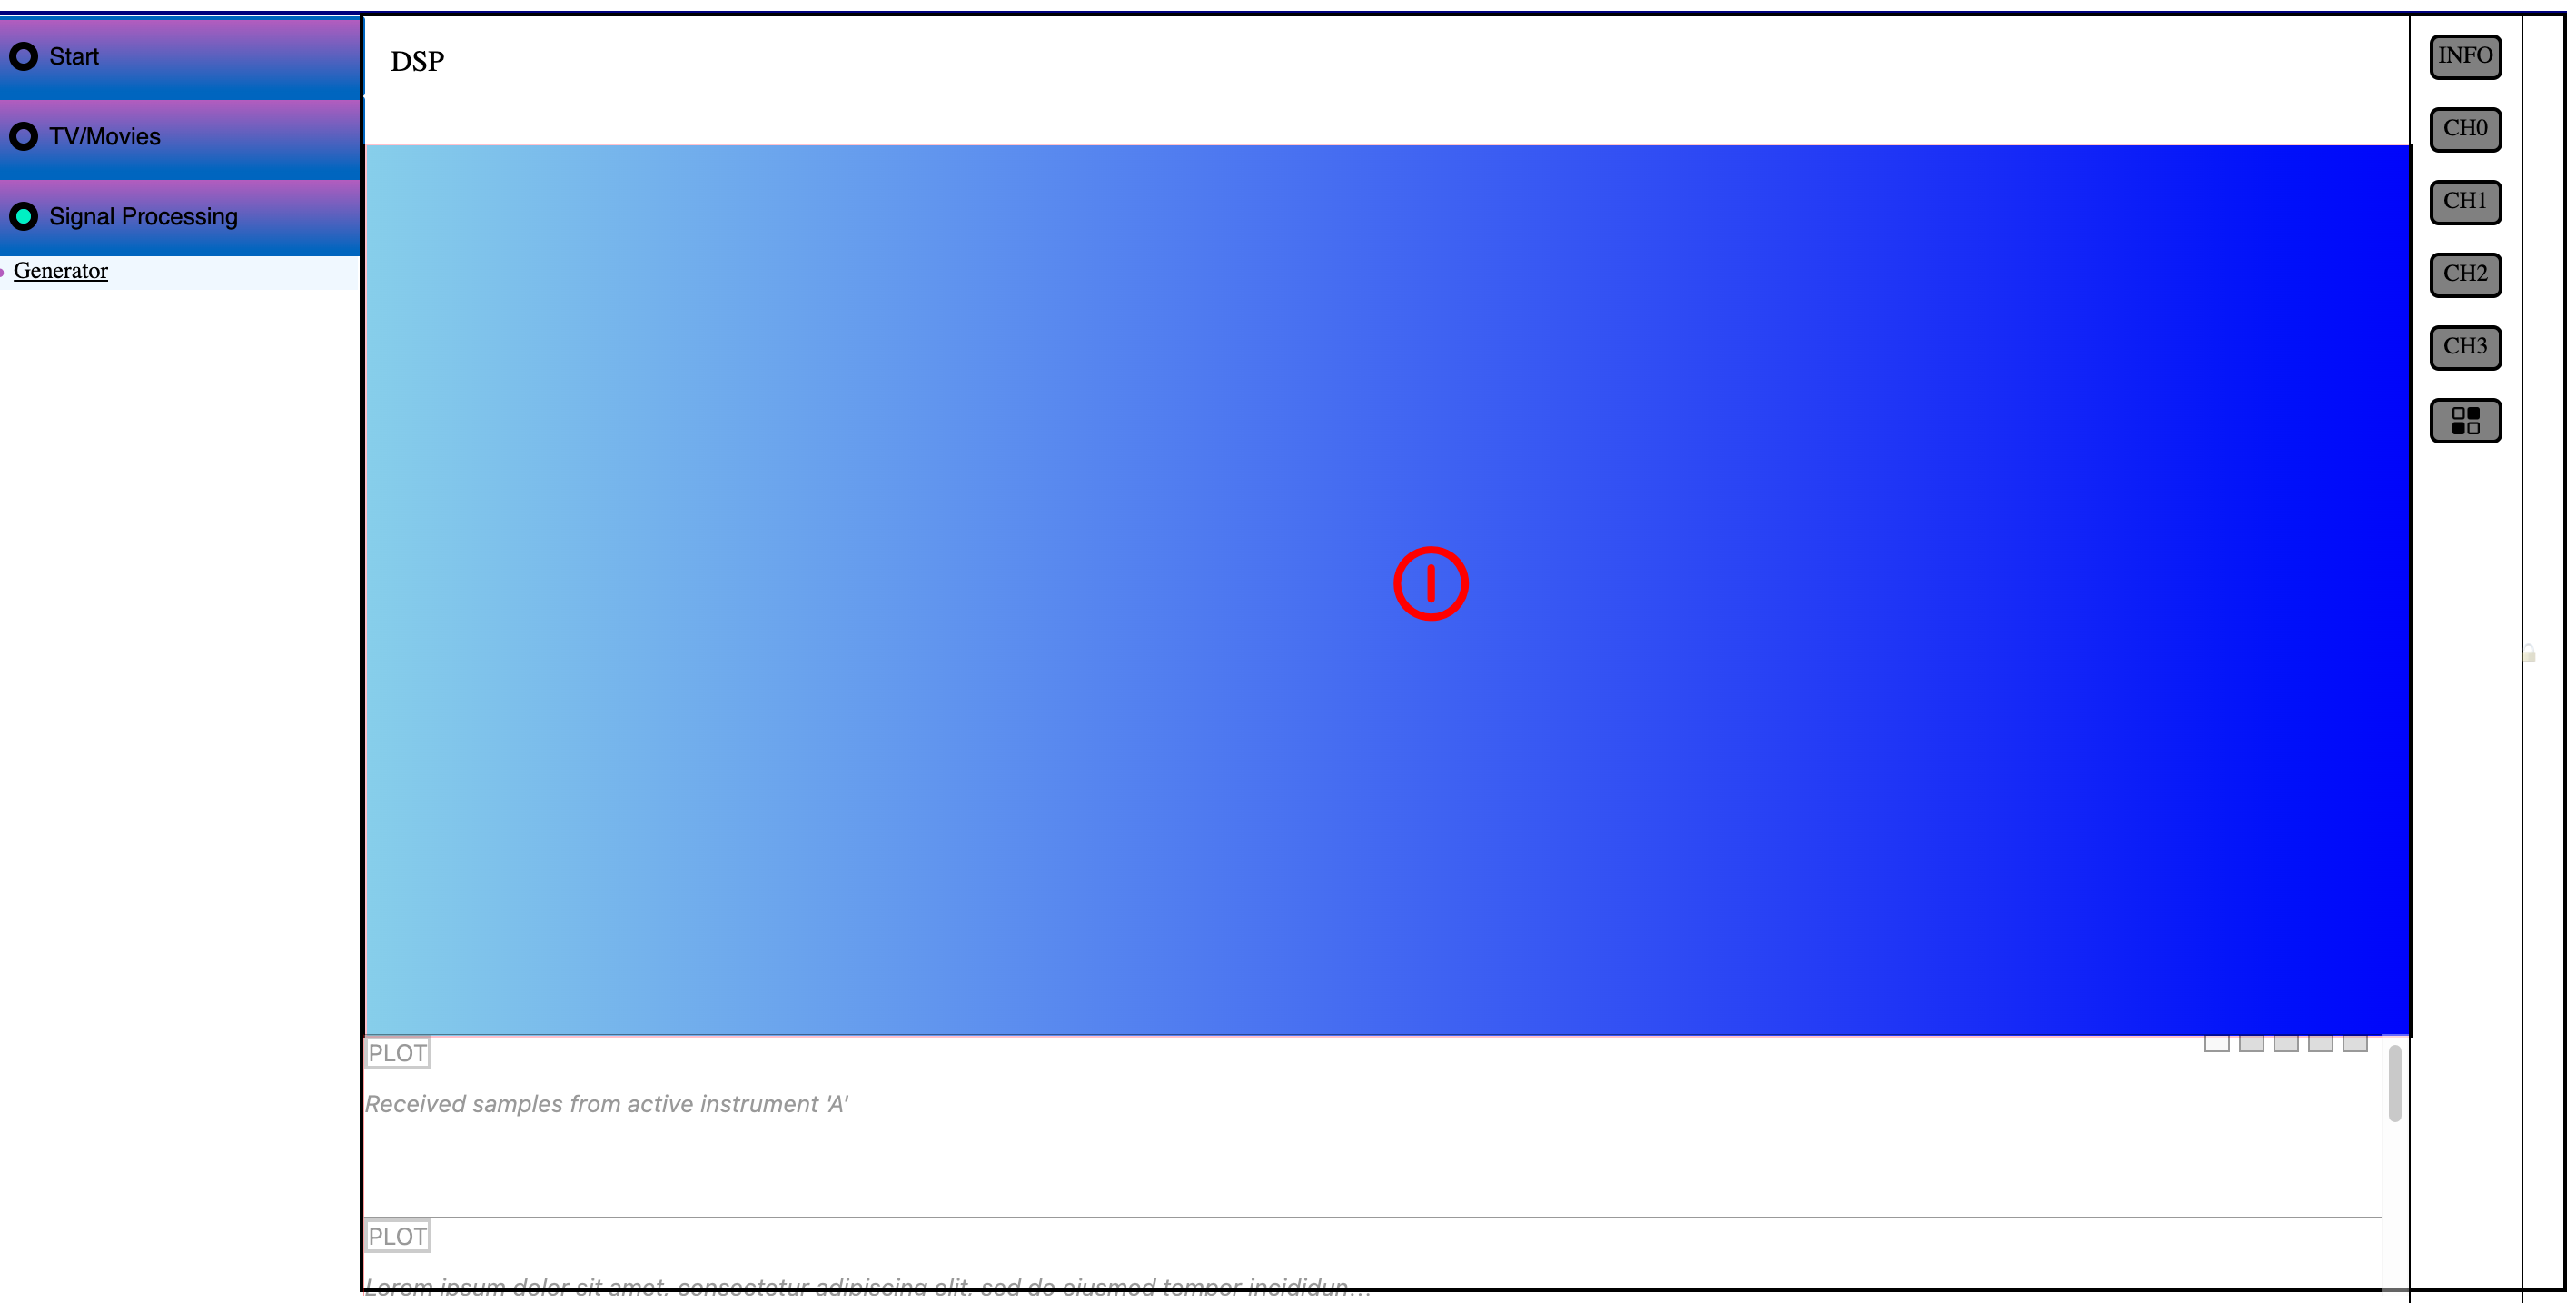 Start
TV/Movies
Signal Processing
Generator
DSP
INFO
CH0
CH1
CH2
CH3
PLOT
Received samples from active instrument 'A'
PLOT
Lorem ipsum dolor sit amet, consectetur adipiscing elit, sed do eiusmod tempor incididun...